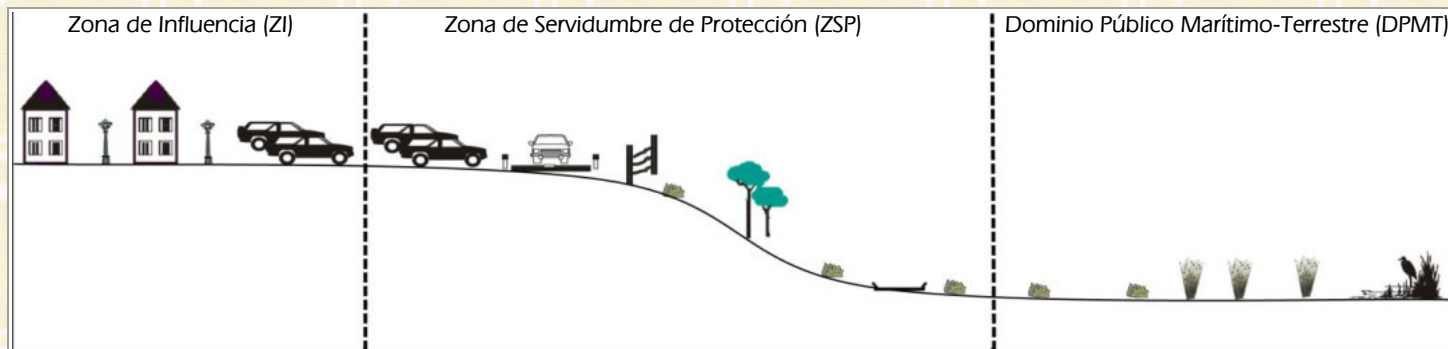 Zona de Influencia (ZI)
Zona de Servidumbre de Protección (ZSP)
Dominio Público Marítimo-Terrestre (DPMT)